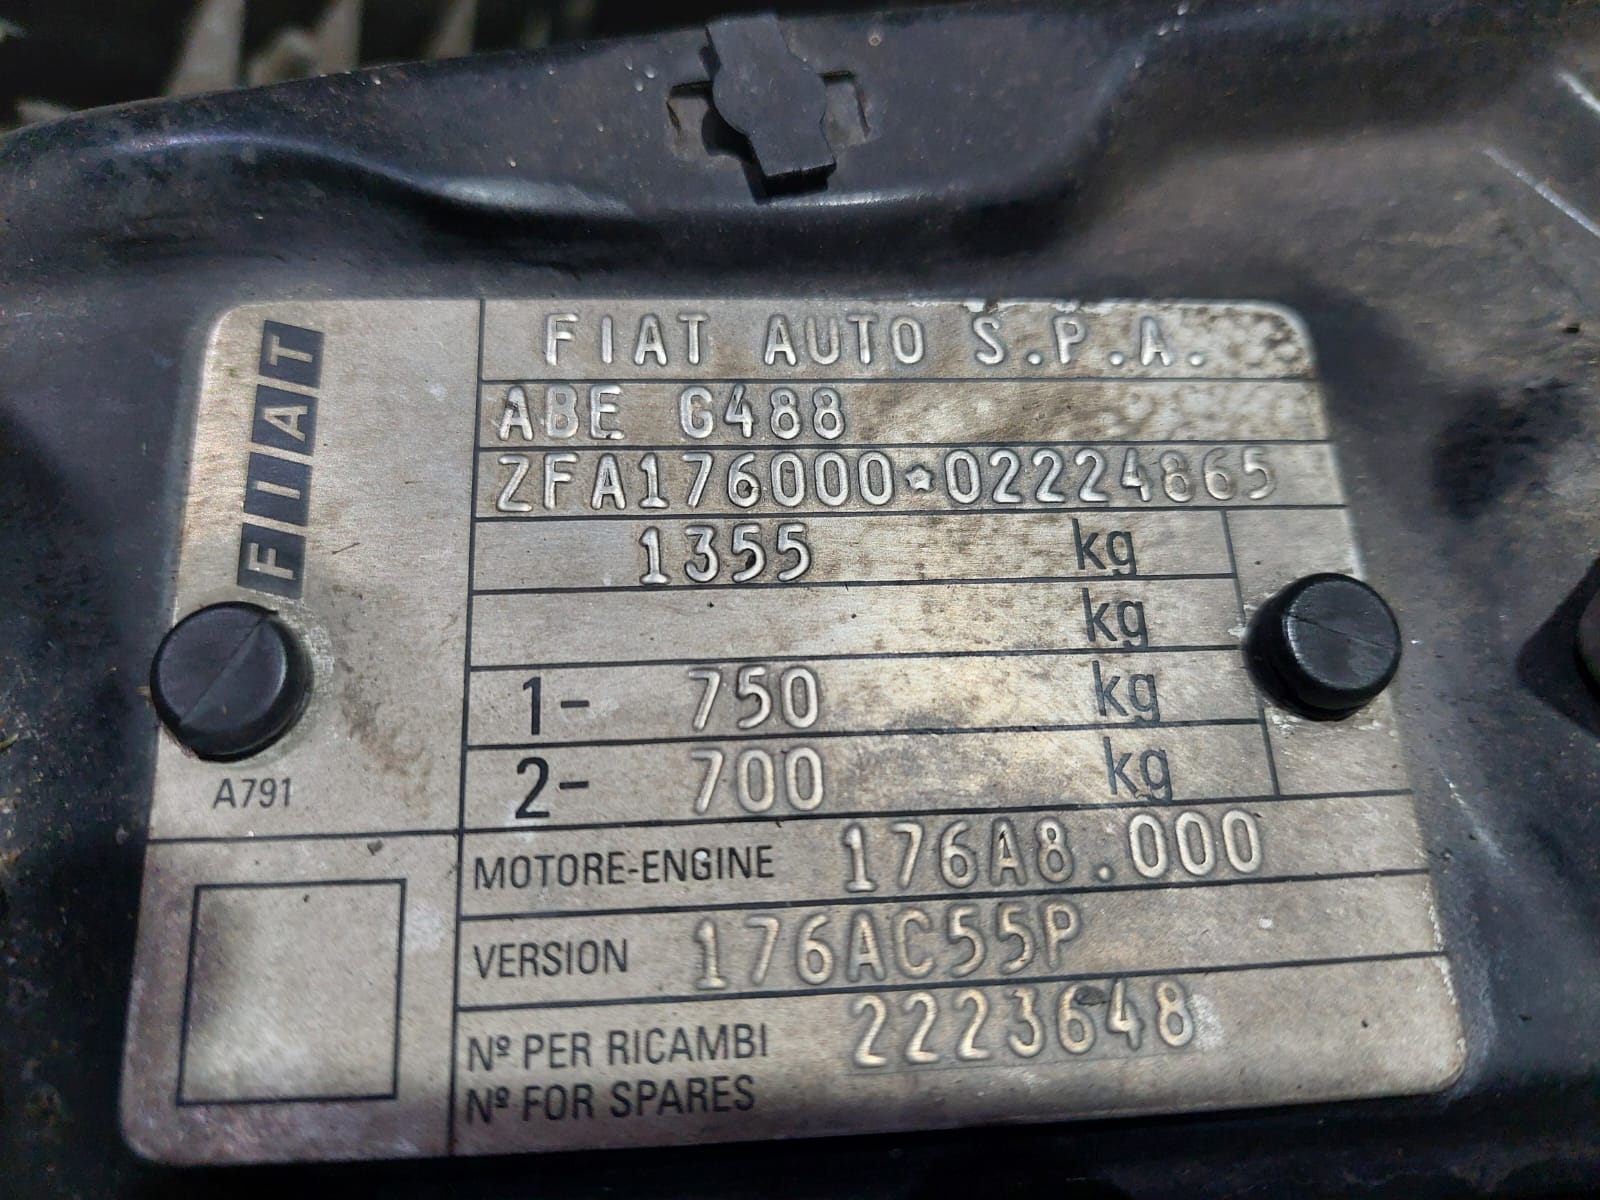 FIAT
FIAT AUTO S.P.A.
ABE G488
ZFA176000*02224865
1355 kg
kg
1- 750 kg
2- 700 kg
A791
MOTORE-ENGINE 176A8.000
VERSION 176AC55P
Nº PER RICAMBI 2223648
Nº FOR SPARES